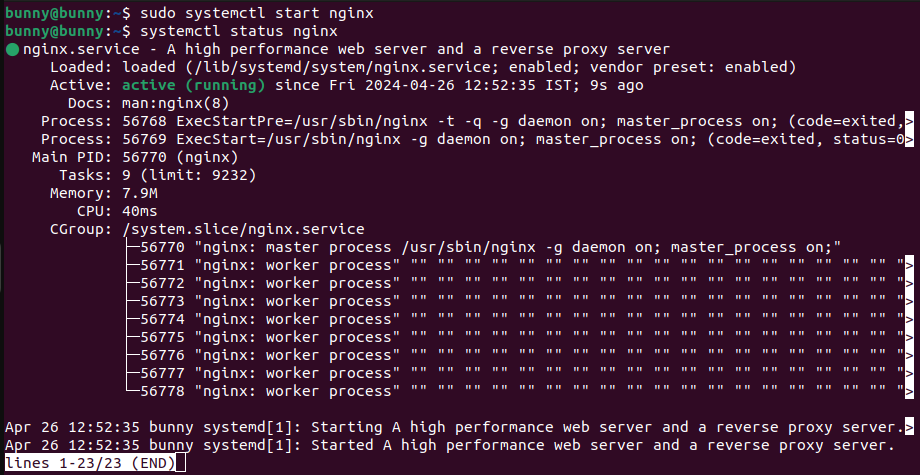 bunny@bunny:~$ sudo systemctl start nginx
bunny@bunny:~$ systemctl status nginx
● nginx.service - A high performance web server and a reverse proxy server
     Loaded: loaded (/lib/systemd/system/nginx.service; enabled; vendor preset: enabled)
     Active: active (running) since Fri 2024-04-26 12:52:35 IST; 9s ago
       Docs: man:nginx(8)
    Process: 56768 ExecStartPre=/usr/sbin/nginx -t -q -g daemon on; master_process on; (code=exited,>
    Process: 56769 ExecStart=/usr/sbin/nginx -g daemon on; master_process on; (code=exited, status=0>
   Main PID: 56770 (nginx)
      Tasks: 9 (limit: 9232)
     Memory: 7.9M
        CPU: 40ms
     CGroup: /system.slice/nginx.service
             ├─56770 "nginx: master process /usr/sbin/nginx -g daemon on; master_process on;"
             ├─56771 "nginx: worker process" "" "" "" "" "" "" "" "" "" "" "" "" "" "" "" "" "" "" ">
             ├─56772 "nginx: worker process" "" "" "" "" "" "" "" "" "" "" "" "" "" "" "" "" "" "" ">
             ├─56773 "nginx: worker process" "" "" "" "" "" "" "" "" "" "" "" "" "" "" "" "" "" "" ">
             ├─56774 "nginx: worker process" "" "" "" "" "" "" "" "" "" "" "" "" "" "" "" "" "" "" ">
             ├─56775 "nginx: worker process" "" "" "" "" "" "" "" "" "" "" "" "" "" "" "" "" "" "" ">
             ├─56776 "nginx: worker process" "" "" "" "" "" "" "" "" "" "" "" "" "" "" "" "" "" "" ">
             ├─56777 "nginx: worker process" "" "" "" "" "" "" "" "" "" "" "" "" "" "" "" "" "" "" ">
             └─56778 "nginx: worker process" "" "" "" "" "" "" "" "" "" "" "" "" "" "" "" "" "" "" ">
Apr 26 12:52:35 bunny systemd[1]: Starting A high performance web server and a reverse proxy server.>
Apr 26 12:52:35 bunny systemd[1]: Started A high performance web server and a reverse proxy server.
lines 1-23/23 (END)